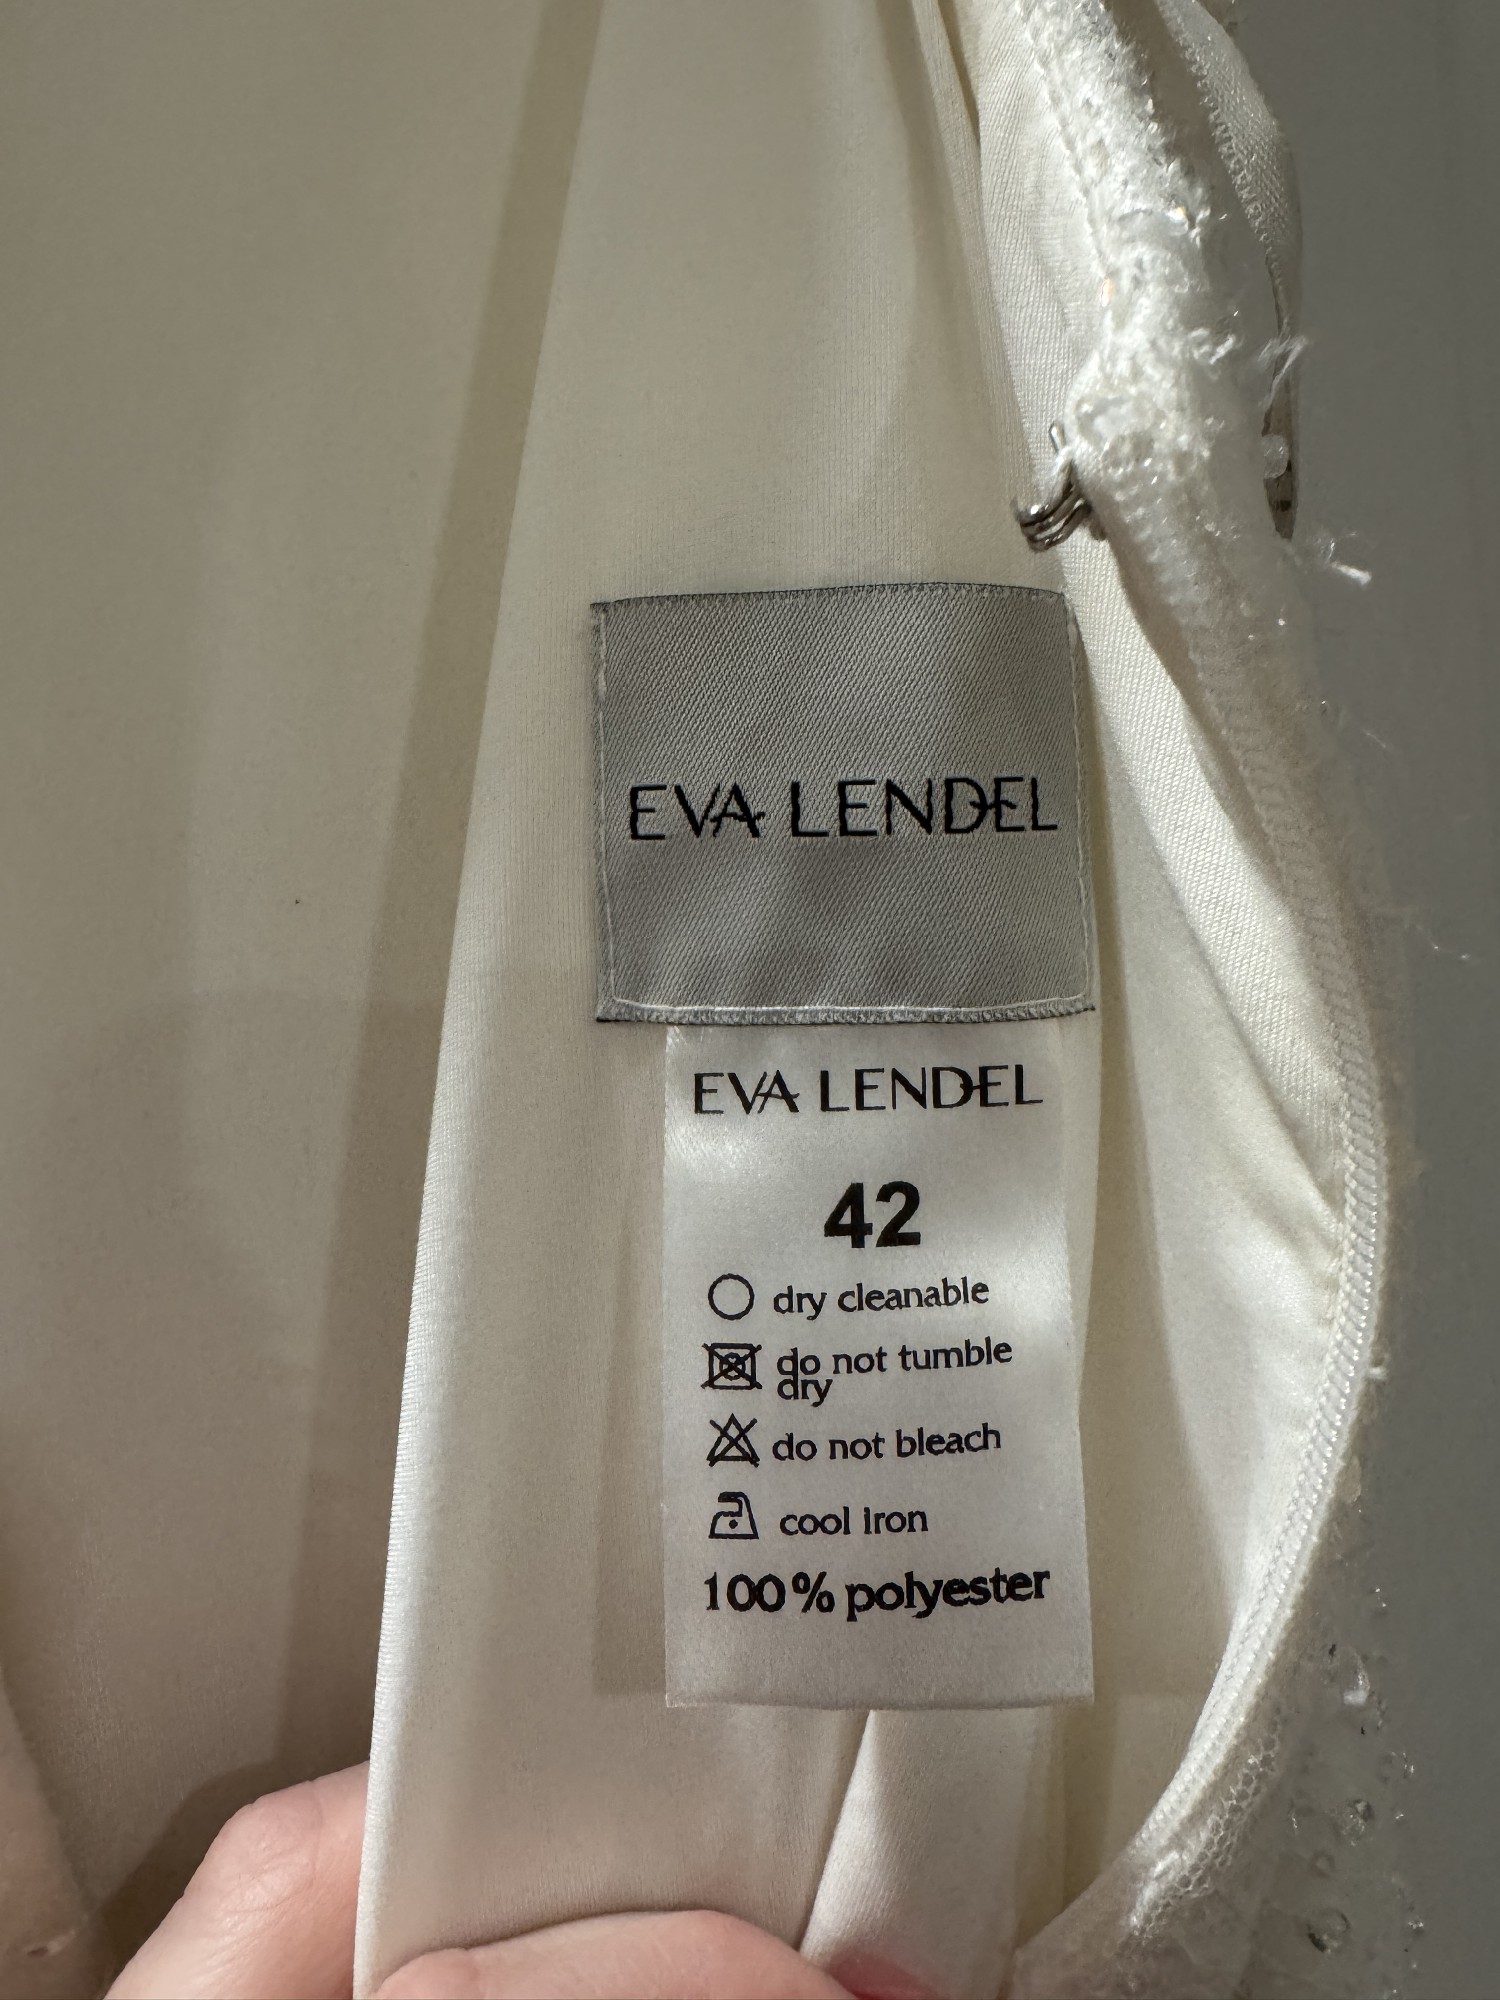 EVA LENDEL
EVA LENDEL
42
dry cleanable
do not tumble
dry
do not bleach
cool iron
100% polyester